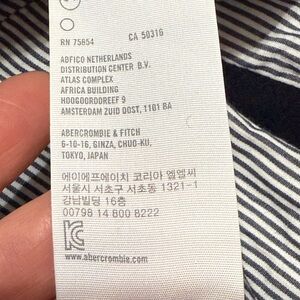 RN 75654 CA 50316
ABFICO NETHERLANDS
DISTRIBUTION CENTER B.V.
ATLAS COMPLEX
AFRICA BUILDING
HOOGOORDDREEF 9
AMSTERDAM ZUID OOST, 1101 BA
ABERCROMBIE & FITCH
6-10-16, GINZA, CHUO-KU,
TOKYO, JAPAN
에이에프에이치 코리아 엘엘씨
서울시 서초구 서초동 1321-1
강남빌딩 16층
00798 14 800 8222
www.abercrombie.com